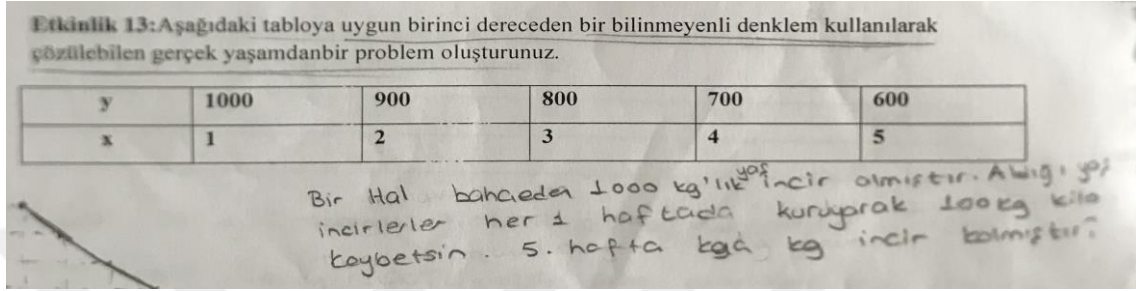 Etkinlik 13:Aşağıdaki tabloya uygun birinci dereceden bir bilinmeyenli denklem kullanılarak
çözülebilen gerçek yaşamdanbir problem oluşturunuz.
y 1000 900 800 700 600
x 1 2 3 4 5
Bir Hal bahçeden 1000 kg'lık yaş incir almıştır. Aldığı yaş
incirlerler her 1 haftada kuruyarak 100 kg kilo
kaybetsin. 5. hafta kaç kg incir kalmıştır?